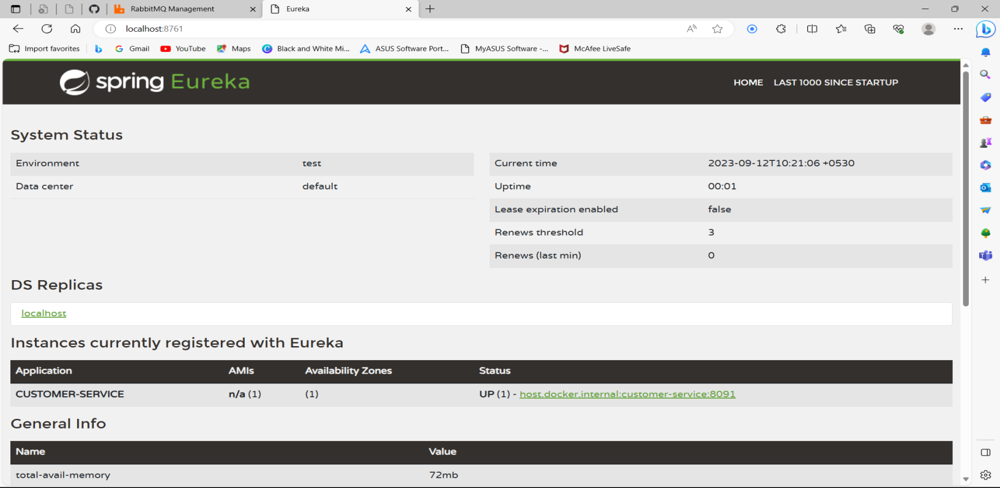 RabbitMQ Management
Eureka
localhost:8761
Import favorites
Gmail
YouTube
Maps
Black and White Mi...
ASUS Software Port...
MyASUS Software -...
McAfee LiveSafe
spring Eureka
HOME LAST 1000 SINCE STARTUP
System Status
Environment test
Data center default
Current time 2023-09-12T10:21:06 +0530
Uptime 00:01
Lease expiration enabled false
Renews threshold 3
Renews (last min) 0
DS Replicas
localhost
Instances currently registered with Eureka
Application AMIs Availability Zones Status
CUSTOMER-SERVICE n/a (1) (1) UP (1) - host.docker.internal:customer-service:8091
General Info
Name Value
total-avail-memory 72mb